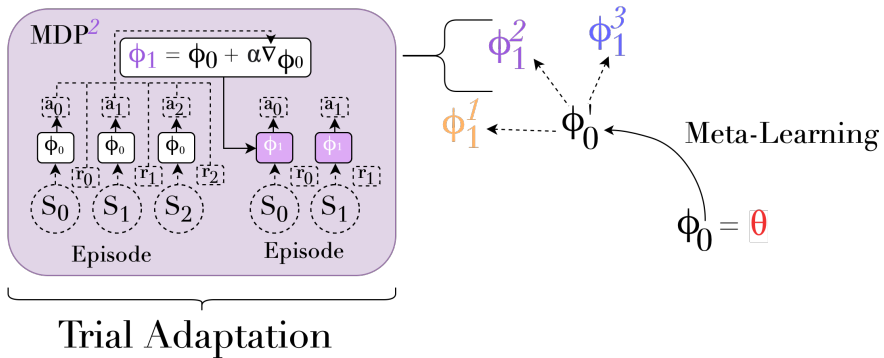 MDP²
ϕ₁ = ϕ₀ + α∇ϕ₀
a₀ a₁ a₂ a₀ a₁
ϕ₀ ϕ₀ ϕ₀ ϕ₁ ϕ₁
r₀ r₁ r₂ r₀ r₁
S₀ S₁ S₂ S₀ S₁
Episode Episode
Trial Adaptation
ϕ₁² ϕ₁³
ϕ₁¹ ϕ₀'
Meta-Learning
ϕ₀ = θ